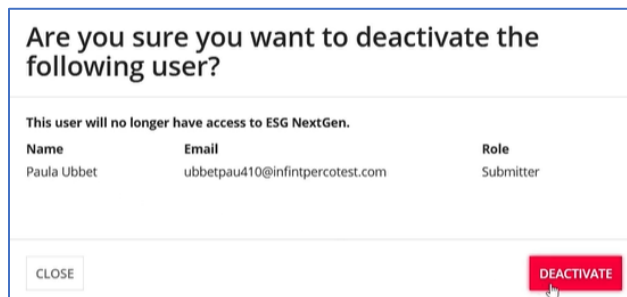 Are you sure you want to deactivate the
following user?
This user will no longer have access to ESG NextGen.
Name Email Role
Paula Ubbet ubbetpau410@infintpercotest.com Submitter
CLOSE DEACTIVATE